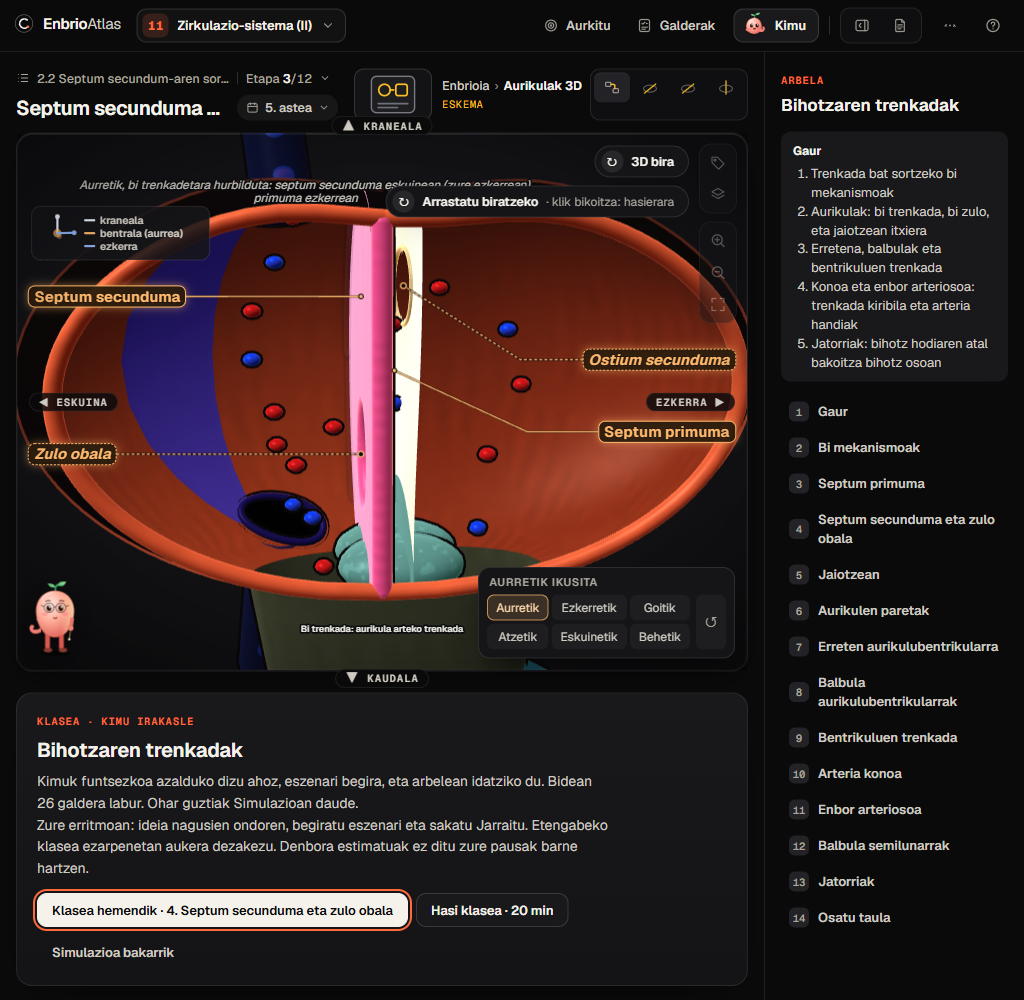 EnbrioAtlas
11 Zirkulazio-sistema (II)
Aurkitu
Galderak
Kimu
2.2 Septum secundum-aren sor...
Etapa 3/12
Septum secunduma ...
5. astea
Enbrioia › Aurikulak 3D
ESKEMA
▲ KRANEALA
3D bira
Aurretik, bi trenkadetara hurbilduta: septum secunduma eskuinean (zure ezkerrean),
primuma ezkerrean
Arrastatu biratzeko · klik bikoitza: hasierara
kraneala
bentrala (aurrea)
ezkerra
Septum secunduma
Ostium secunduma
◀ ESKUINA
EZKERRA ▶
Septum primuma
Zulo obala
AURRETIK IKUSITA
Aurretik
Ezkerretik
Goitik
Atzetik
Eskuinetik
Behetik
Bi trenkada: aurikula arteko trenkada
▼ KAUDALA
KLASEA · KIMU IRAKASLE
Bihotzaren trenkadak
Kimuk funtsezkoa azalduko dizu ahoz, eszenari begira, eta arbelean idatziko du. Bidean
26 galdera labur. Ohar guztiak Simulazioan daude.
Zure erritmoan: ideia nagusien ondoren, begiratu eszenari eta sakatu Jarraitu. Etengabeko
klasea ezarpenetan aukera dezakezu. Denbora estimatuak ez ditu zure pausak barne
hartzen.
Klasea hemendik · 4. Septum secunduma eta zulo obala
Hasi klasea · 20 min
Simulazioa bakarrik
ARBELA
Bihotzaren trenkadak
Gaur
1. Trenkada bat sortzeko bi
mekanismoak
2. Aurikulak: bi trenkada, bi zulo,
eta jaiotzean itxiera
3. Erretena, balbulak eta
bentrikuluen trenkada
4. Konoa eta enbor arteriosoa:
trenkada kiribila eta arteria
handiak
5. Jatorriak: bihotz hodiaren atal
bakoitza bihotz osoan
1 Gaur
2 Bi mekanismoak
3 Septum primuma
4 Septum secunduma eta zulo
obala
5 Jaiotzean
6 Aurikulen paretak
7 Erreten aurikulubentrikularra
8 Balbula
aurikulubentrikularrak
9 Bentrikuluen trenkada
10 Arteria konoa
11 Enbor arteriosoa
12 Balbula semilunarrak
13 Jatorriak
14 Osatu taula